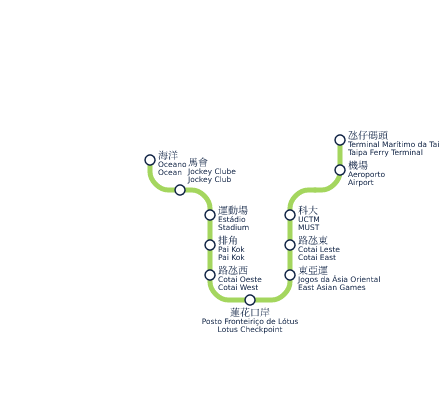 海洋
Oceano
Ocean
馬會
Jockey Clube
Jockey Club
運動場
Estádio
Stadium
排角
Pai Kok
Pai Kok
路氹西
Cotai Oeste
Cotai West
蓮花口岸
Posto Fronteiriço de Lótus
Lotus Checkpoint
東亞運
Jogos da Ásia Oriental
East Asian Games
路氹東
Cotai Leste
Cotai East
科大
UCTM
MUST
機場
Aeroporto
Airport
氹仔碼頭
Terminal Marítimo da Tai
Taipa Ferry Terminal